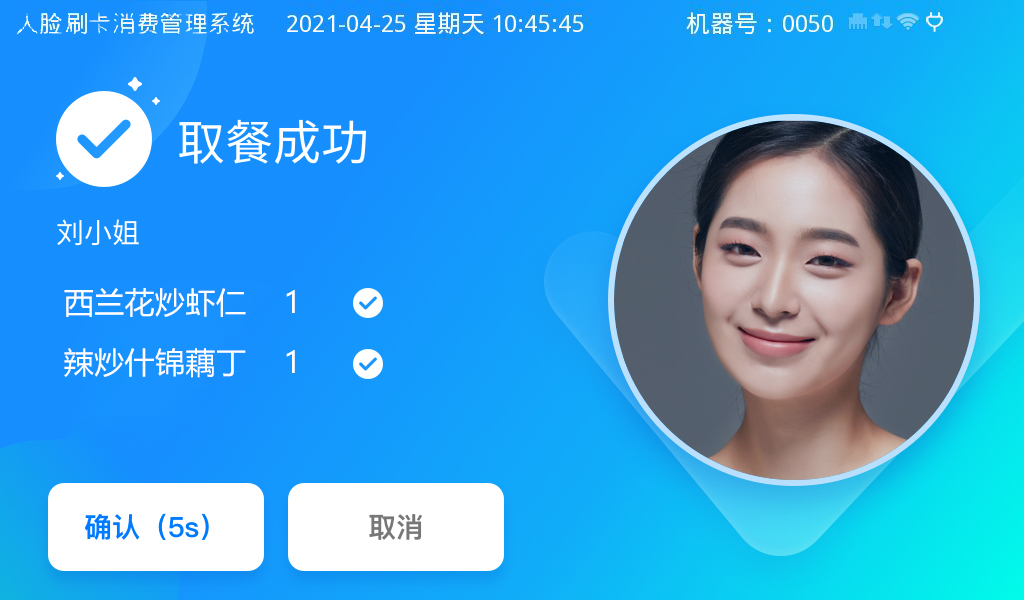 人脸刷卡消费管理系统 2021-04-25 星期天 10:45:45 机器号：0050
取餐成功
刘小姐
西兰花炒虾仁 1
辣炒什锦藕丁 1
确认（5s） 取消